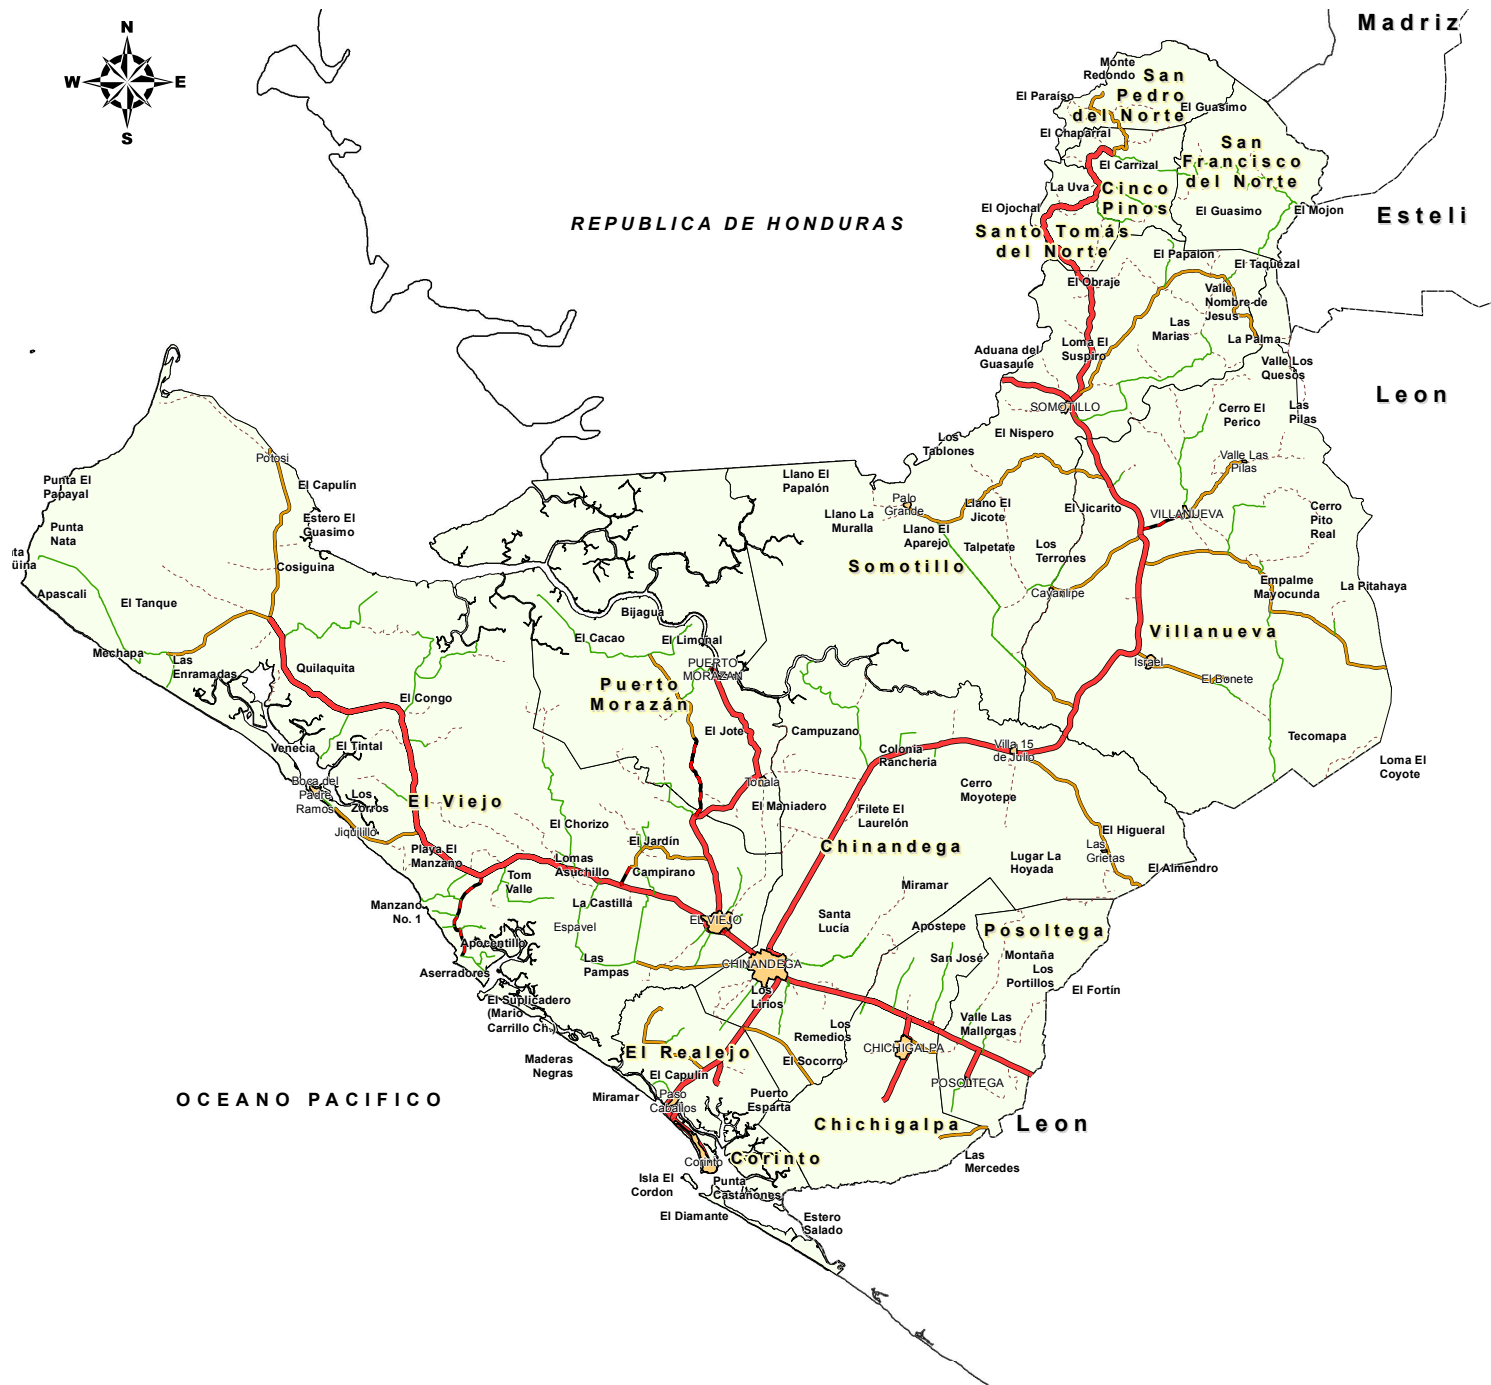 N
W
E
S
Madriz
Monte
Redondo
San
Pedro
del Norte
El Paraiso
El Guasimo
El Chaparral
San
Francisco
del Norte
El Carrizal
La Uva
Cinco
Pinos
El Ojochal
El Guasimo
El Mojon
Esteli
REPUBLICA DE HONDURAS
Santo Tomás
del Norte
El Papalon
El Taquezal
El Obraje
Valle
Nombre de
Jesus
Las
Marias
La Palma
Loma El
Suspiro
Aduana del
Guasaule
Valle Los
Quesos
Leon
SOMOTILLO
Cerro El
Perico
Las
Pilas
El Nispero
Los
Tablones
Valle Las
Pilas
Potosi
Punta El
Papayal
El Capulín
Llano El
Papalón
Palo
Grande
Llano El
Jicote
El Jicarito
VILLANUEVA
Cerro
Pito
Real
Estero El
Guasimo
Punta
Nata
Llano La
Muralla
Llano El
Aparejo
Talpetate
Los
Terrones
ta
üina
Cosiguina
Somotillo
Empalme
Mayocunda
La Pitahaya
Apascali
El Tanque
Cayanlipe
Bijagua
El Cacao
El Limonal
Villanueva
Mechapa
Las
Enramadas
Quilaquita
PUERTO
MORAZAN
Israel
El Bonete
Puerto
Morazán
El Congo
El Jote
Campuzano
Colonia
Rancheria
Villa 15
de Julio
Tecomapa
Venecia
El Tintal
Loma El
Coyote
Boca del
Padre
Ramos
Los
Zorros
El Viejo
Tonala
Cerro
Moyotepe
El Maniadero
Filete El
Laurelón
Jiquilillo
El Chorizo
El Jardín
Chinandega
El Higueral
Las
Grietas
Playa El
Manzano
Lomas
Asuchillo
Campirano
Lugar La
Hoyada
El Almendro
Tom
Valle
Miramar
Manzano
No. 1
La Castilla
Espavel
EL VIEJO
Santa
Lucía
Apostepe
Posoltega
Apocentillo
Aserradores
Las
Pampas
CHINANDEGA
San José
Montaña
Los
Portillos
El Fortín
El Suplicadero
(Mario
Carrillo Ch.)
Los
Lirios
Los
Remedios
Valle Las
Mallorgas
Maderas
Negras
El Realejo
El Socorro
CHICHIGALPA
El Capulín
POSOLTEGA
OCEANO PACIFICO
Miramar
Paso
Caballos
Puerto
Esparta
Chichigalpa
Leon
Corinto
Corinto
Las
Mercedes
Isla El
Cordon
Punta
Castañones
El Diamante
Estero
Salado